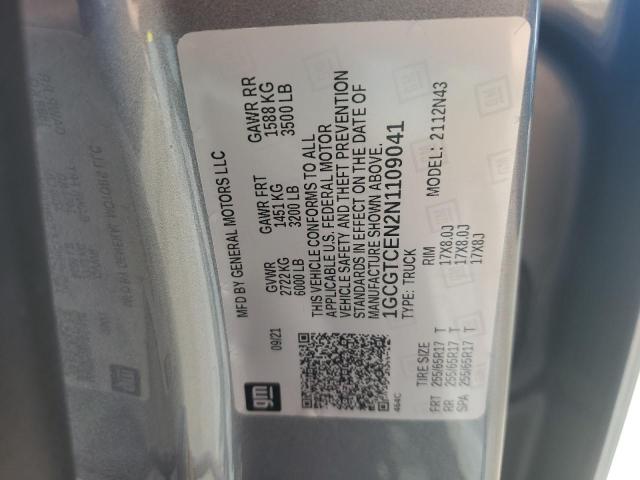 gm
MFD BY GENERAL MOTORS LLC
09/21
GVWR GAWR FRT GAWR RR
2722 KG 1451 KG 1588 KG
6000 LB 3200 LB 3500 LB
THIS VEHICLE CONFORMS TO ALL
APPLICABLE U.S. FEDERAL MOTOR
VEHICLE SAFETY AND THEFT PREVENTION
STANDARDS IN EFFECT ON THE DATE OF
MANUFACTURE SHOWN ABOVE.
1GCGTCEN2N1109041
TYPE: TRUCK MODEL: 2112N43
464C
TIRE SIZE RIM
FRT 255/65R17 T 17X8.0J
RR 255/65R17 T 17X8.0J
SPA 255/65R17 T 17X8J